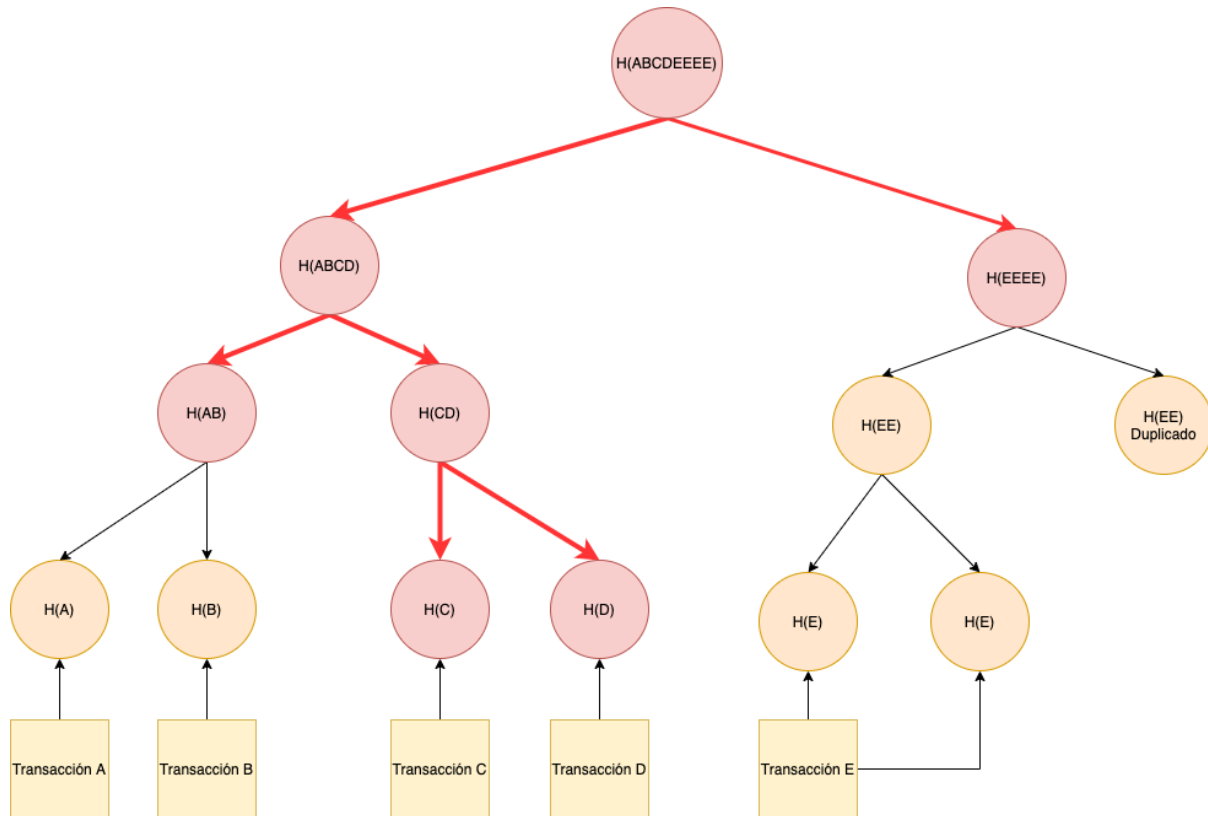 H(ABCDEEEE)
H(ABCD)
H(EEEE)
H(AB)
H(CD)
H(EE)
H(EE)
Duplicado
H(A)
H(B)
H(C)
H(D)
H(E)
H(E)
Transacción A
Transacción B
Transacción C
Transacción D
Transacción E